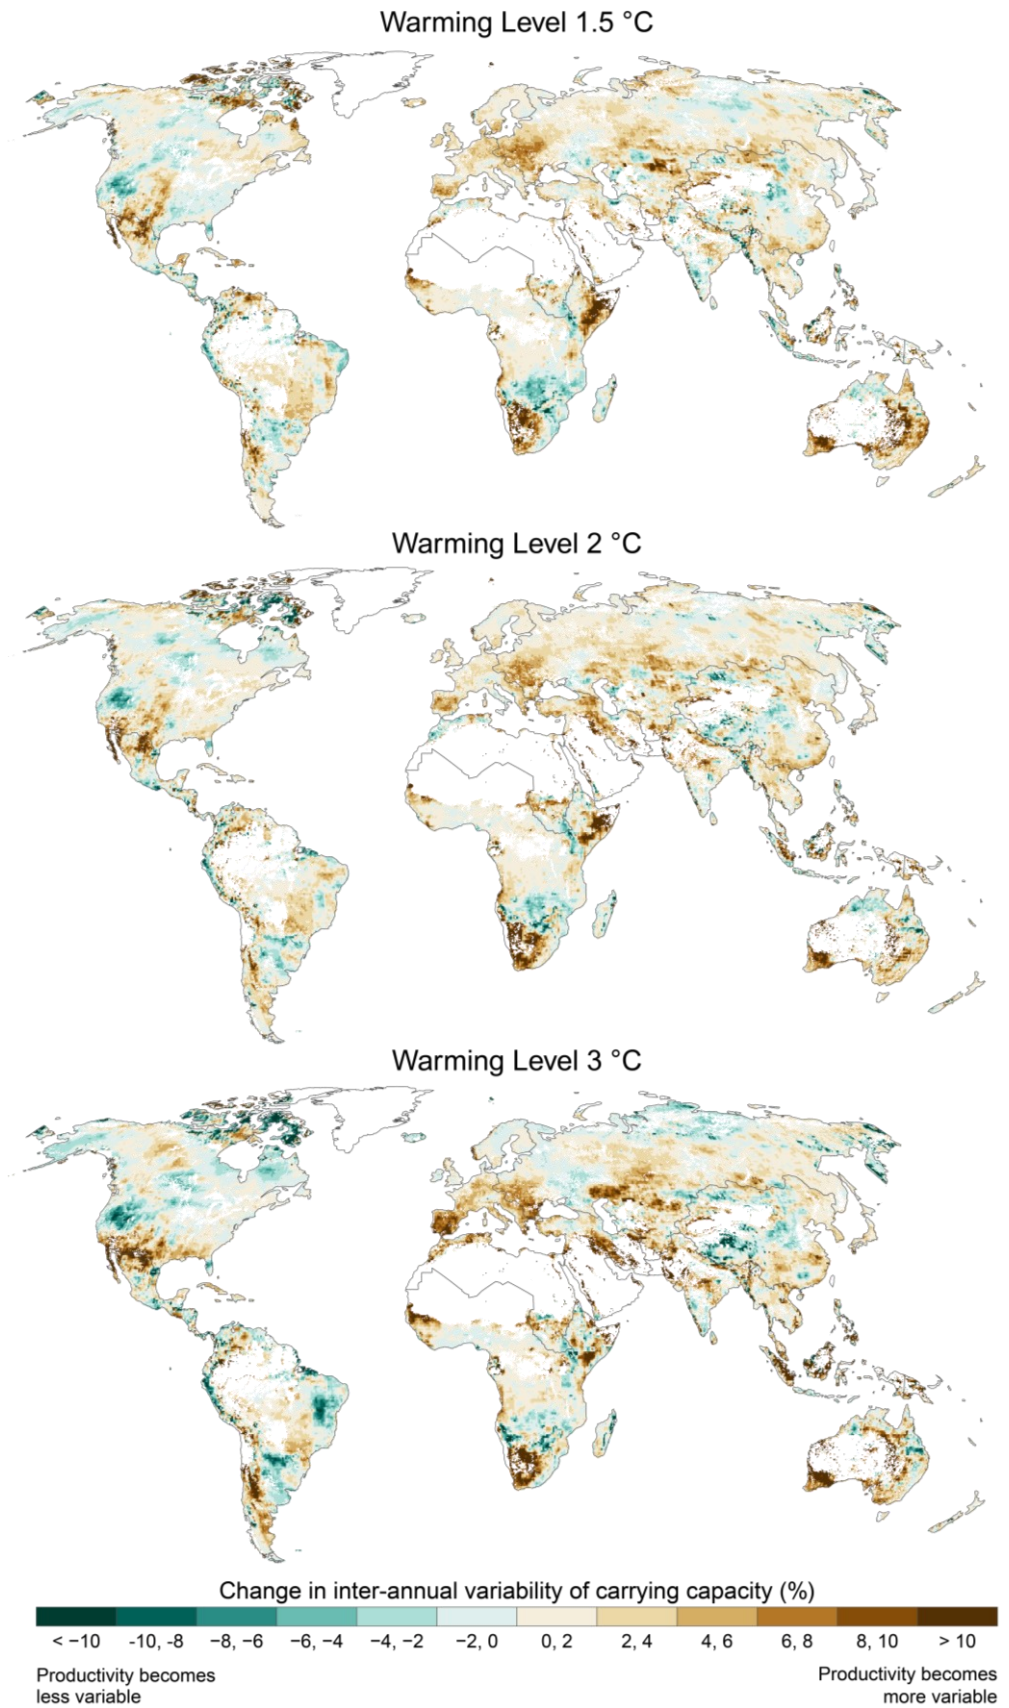 Warming Level 1.5 °C
Warming Level 2 °C
Warming Level 3 °C
Change in inter-annual variability of carrying capacity (%)
< −10 -10, -8 −8, −6 −6, −4 −4, −2 −2, 0 0, 2 2, 4 4, 6 6, 8 8, 10 > 10
Productivity becomes
less variable
Productivity becomes
more variable